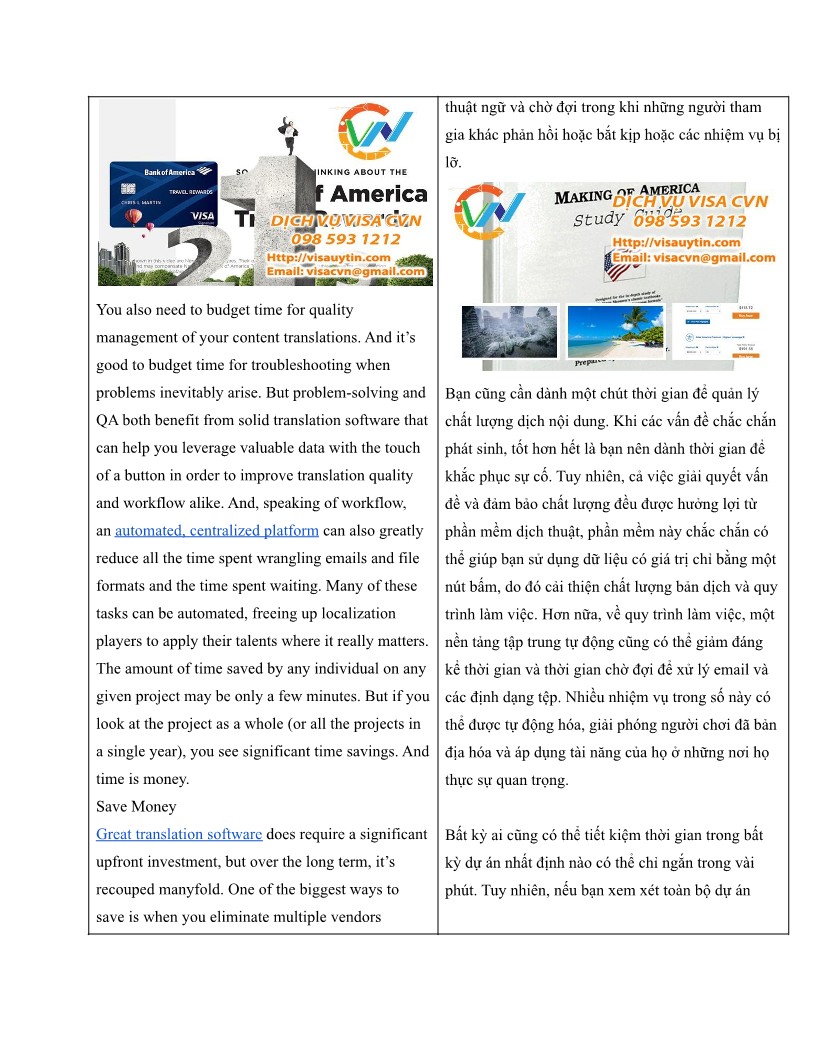 Bank of America
TRAVEL REWARDS
CHRIS L MARTIN
VISA
Signature
INKING ABOUT THE
f of America
DỊCH VỤ VISA CVN
098 593 1212
Http://visauytin.com
Email: visacvn@gmail.com
You also need to budget time for quality
management of your content translations. And it’s
good to budget time for troubleshooting when
problems inevitably arise. But problem-solving and
QA both benefit from solid translation software that
can help you leverage valuable data with the touch
of a button in order to improve translation quality
and workflow alike. And, speaking of workflow,
an automated, centralized platform can also greatly
reduce all the time spent wrangling emails and file
formats and the time spent waiting. Many of these
tasks can be automated, freeing up localization
players to apply their talents where it really matters.
The amount of time saved by any individual on any
given project may be only a few minutes. But if you
look at the project as a whole (or all the projects in
a single year), you see significant time savings. And
time is money.
Save Money
Great translation software does require a significant
upfront investment, but over the long term, it’s
recouped manyfold. One of the biggest ways to
save is when you eliminate multiple vendors
thuật ngữ và chờ đợi trong khi những người tham
gia khác phản hồi hoặc bắt kịp hoặc các nhiệm vụ bị
lỡ.
MAKING OF AMERICA
Study Guide
DỊCH VỤ VISA CVN
098 593 1212
Http://visauytin.com
Email: visacvn@gmail.com
Bạn cũng cần dành một chút thời gian để quản lý
chất lượng dịch nội dung. Khi các vấn đề chắc chắn
phát sinh, tốt hơn hết là bạn nên dành thời gian để
khắc phục sự cố. Tuy nhiên, cả việc giải quyết vấn
đề và đảm bảo chất lượng đều được hưởng lợi từ
phần mềm dịch thuật, phần mềm này chắc chắn có
thể giúp bạn sử dụng dữ liệu có giá trị chỉ bằng một
nút bấm, do đó cải thiện chất lượng bản dịch và quy
trình làm việc. Hơn nữa, về quy trình làm việc, một
nền tảng tập trung tự động cũng có thể giảm đáng
kể thời gian và thời gian chờ đợi để xử lý email và
các định dạng tệp. Nhiều nhiệm vụ trong số này có
thể được tự động hóa, giải phóng người chơi đã bản
địa hóa và áp dụng tài năng của họ ở những nơi họ
thực sự quan trọng.
Bất kỳ ai cũng có thể tiết kiệm thời gian trong bất
kỳ dự án nhất định nào có thể chỉ ngắn trong vài
phút. Tuy nhiên, nếu bạn xem xét toàn bộ dự án